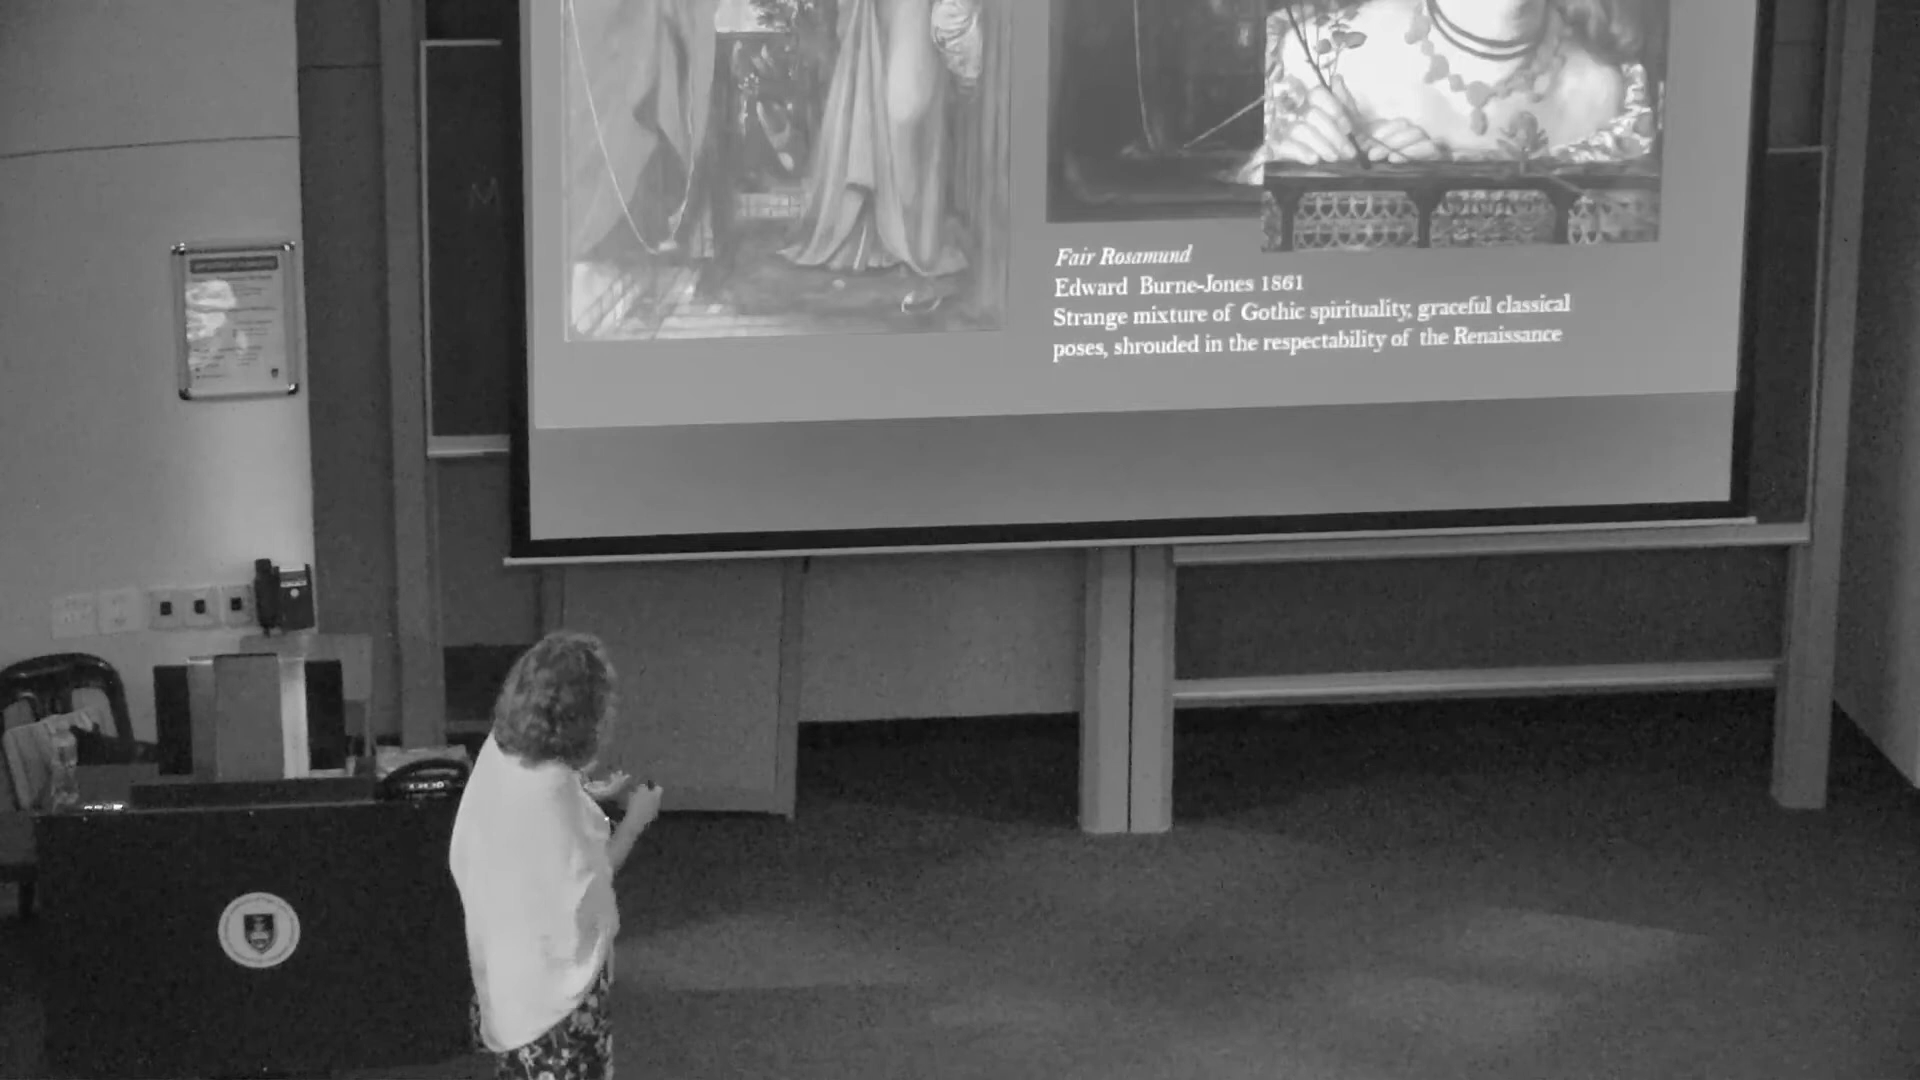 M
Fair Rosamund
Edward Burne-Jones 1861
Strange mixture of Gothic spirituality, graceful classical
poses, shrouded in the respectability of the Renaissance